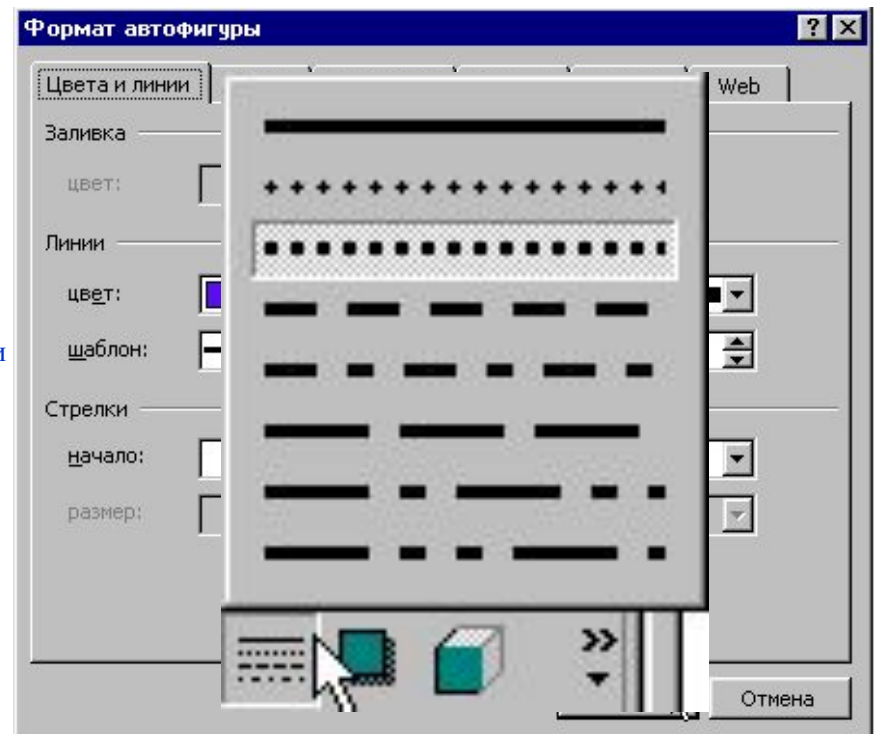 Формат автофигуры
Цвета и линии
Web
Заливка
цвет:
Линии
цвет:
шаблон:
Стрелки
начало:
размер:
Отмена